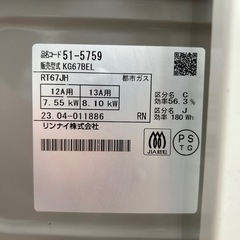 品名コード 51-5759
販売型式 KG67BEL
RT67JH 都市ガス
12A用 13A用
7.55 kW 8.10 kW
区分名 C
効率56.3 %
区分名 J
効率 180 Wh
23.04-011886 RN
リンナイ株式会社
JIA
PS
TG